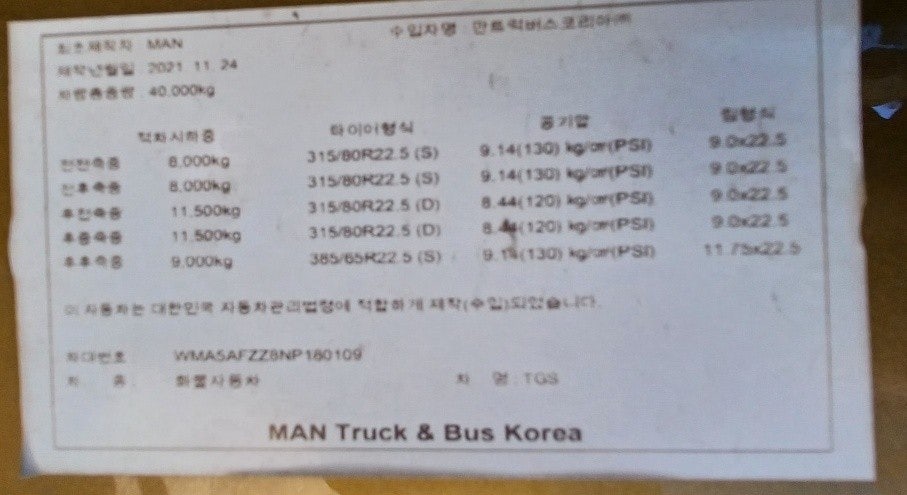 수입자명 : 만트럭버스코리아㈜
최초제작자 MAN
제작년월일 2021. 11. 24
차량총중량 40,000kg
적차시하중 타이어형식 공기압 림형식
전전축중 8,000kg 315/80R22.5 (S) 9.14(130) kg/㎠(PSI) 9.0x22.5
전후축중 8,000kg 315/80R22.5 (S) 9.14(130) kg/㎠(PSI) 9.0x22.5
후전축중 11,500kg 315/80R22.5 (D) 8.44(120) kg/㎠(PSI) 9.0x22.5
후중축중 11,500kg 315/80R22.5 (D) 8.44(120) kg/㎠(PSI) 9.0x22.5
후후축중 9,000kg 385/65R22.5 (S) 9.14(130) kg/㎠(PSI) 11.75x22.5
이 자동차는 대한민국 자동차관리법령에 적합하게 제작(수입)되었습니다.
차대번호 WMA5AFZZ8NP180109
차 종 화물자동차 차 명 : TGS
MAN Truck & Bus Korea